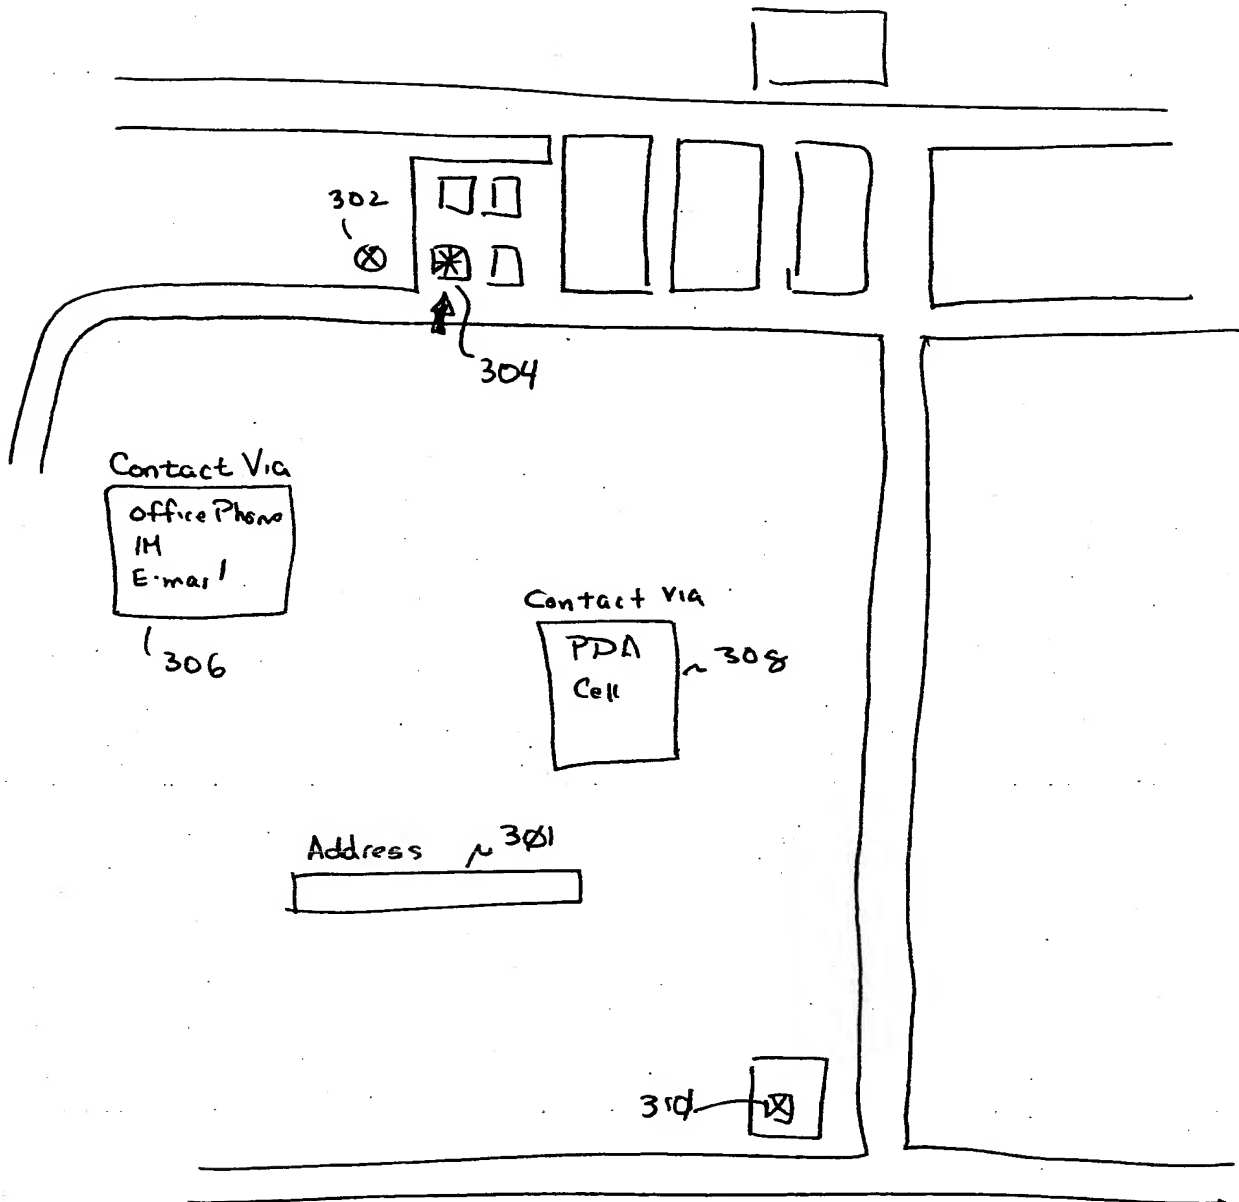 302
304
Contact Via
Office Phone
IM
E-mail
306
Contact Via
PDA
Cell
308
Address
301
310